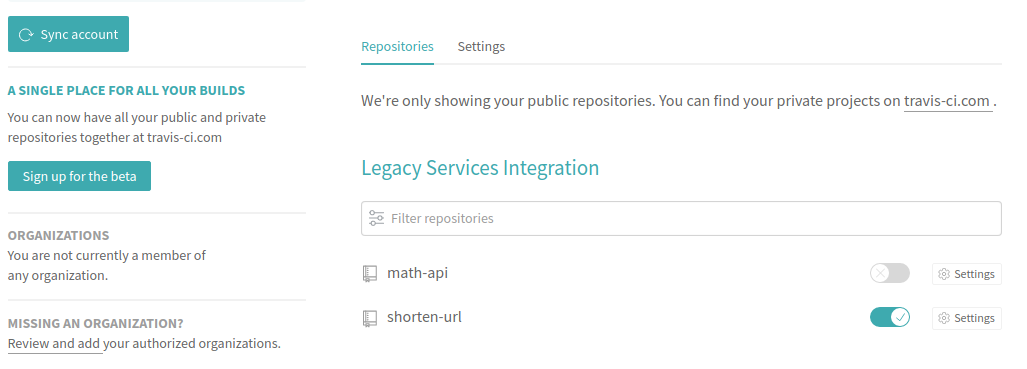 Sync account
A SINGLE PLACE FOR ALL YOUR BUILDS
You can now have all your public and private
repositories together at travis-ci.com
Sign up for the beta
ORGANIZATIONS
You are not currently a member of
any organization.
MISSING AN ORGANIZATION?
Review and add your authorized organizations.
Repositories Settings
We're only showing your public repositories. You can find your private projects on travis-ci.com .
Legacy Services Integration
Filter repositories
math-api Settings
shorten-url Settings